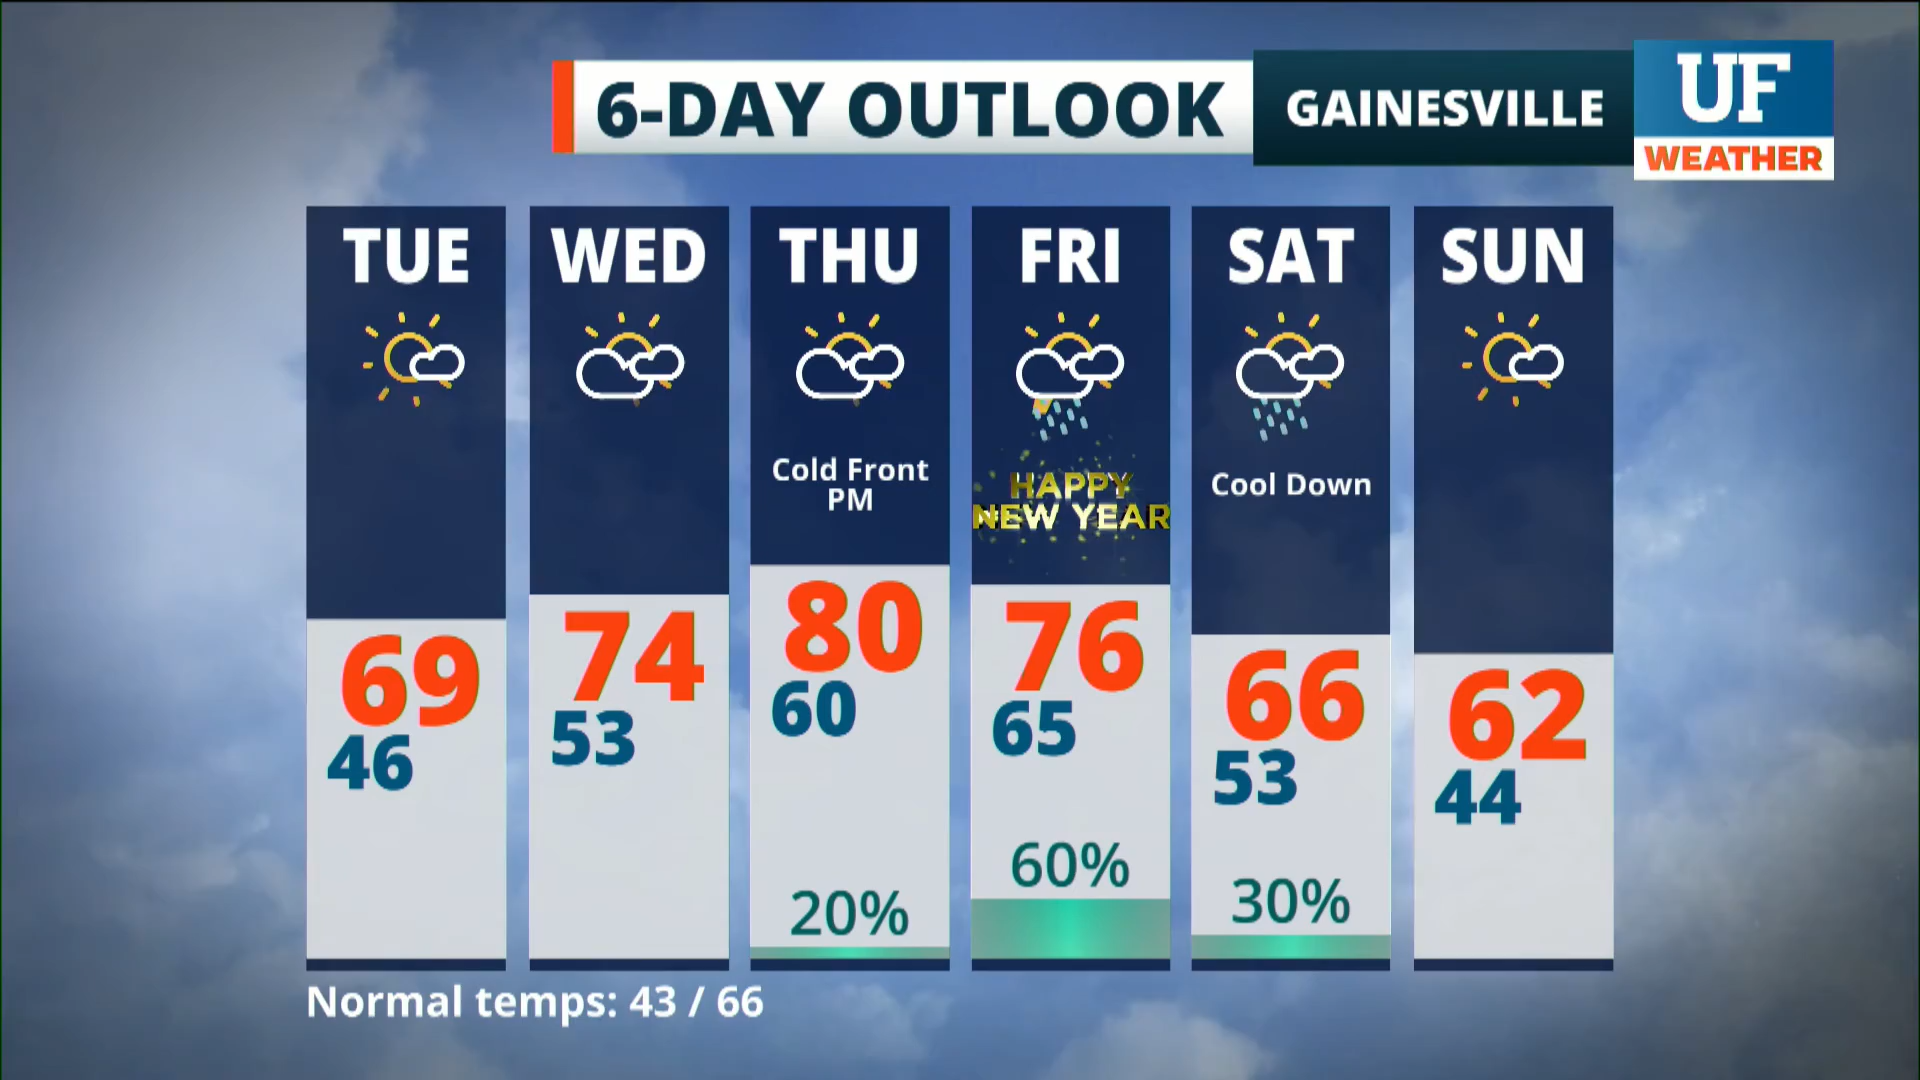 6-DAY OUTLOOK
GAINESVILLE
UF
WEATHER
TUE
WED
THU
FRI
SAT
SUN
Cold Front
PM
HAPPY
NEW YEAR
Cool Down
69
46
74
53
80
60
76
65
66
53
62
44
20%
60%
30%
Normal temps: 43 / 66